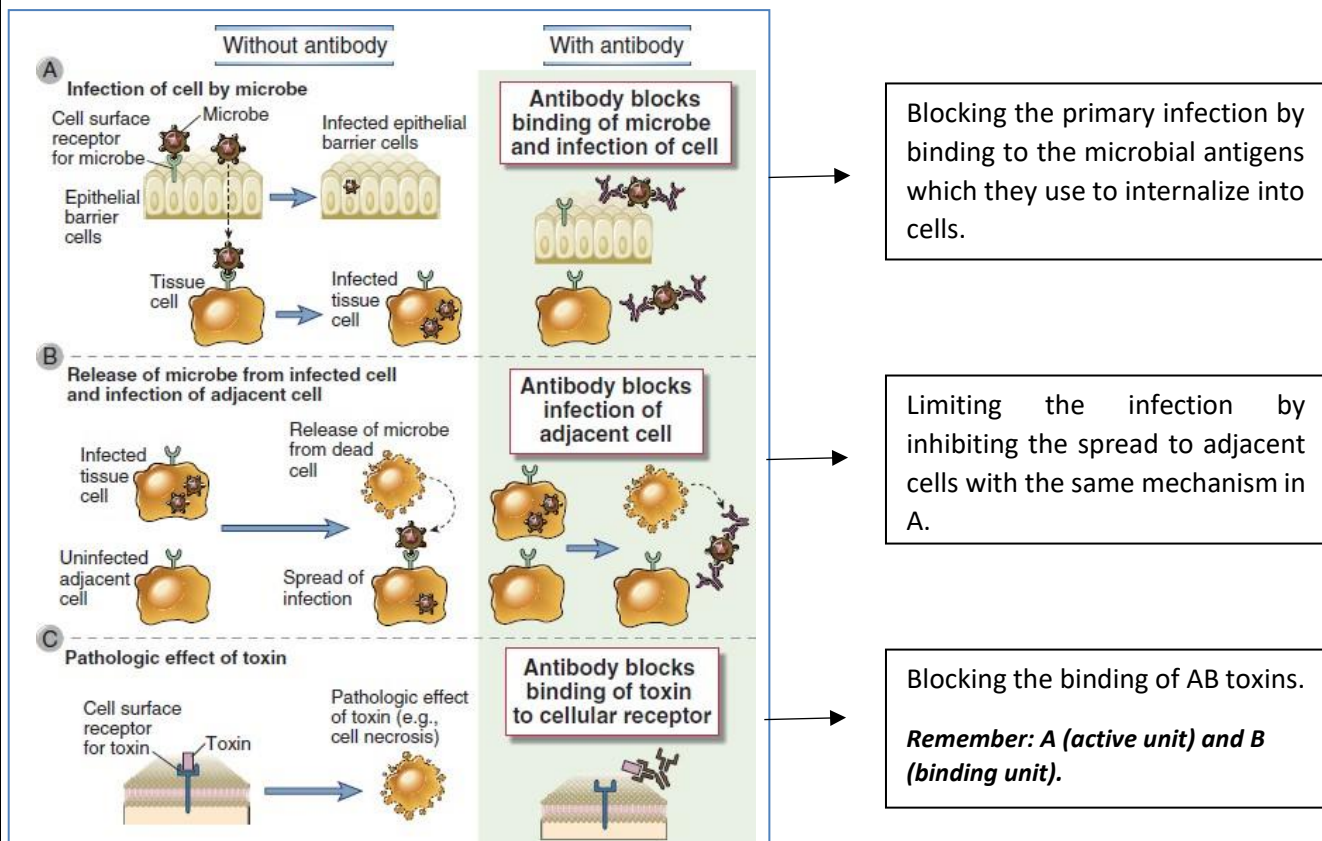 Without antibody
With antibody
A
Infection of cell by microbe
Cell surface
receptor
for microbe
Microbe
Infected epithelial
barrier cells
Epithelial
barrier
cells
Tissue
cell
Infected
tissue
cell
Antibody blocks
binding of microbe
and infection of cell
Blocking the primary infection by
binding to the microbial antigens
which they use to internalize into
cells.
B
Release of microbe from infected cell
and infection of adjacent cell
Infected
tissue
cell
Release of microbe
from dead
cell
Uninfected
adjacent
cell
Spread of
infection
Antibody blocks
infection of
adjacent cell
Limiting the infection by
inhibiting the spread to adjacent
cells with the same mechanism in
A.
C
Pathologic effect of toxin
Cell surface
receptor
for toxin
Toxin
Pathologic effect
of toxin (e.g.,
cell necrosis)
Antibody blocks
binding of toxin
to cellular receptor
Blocking the binding of AB toxins.
Remember: A (active unit) and B
(binding unit).